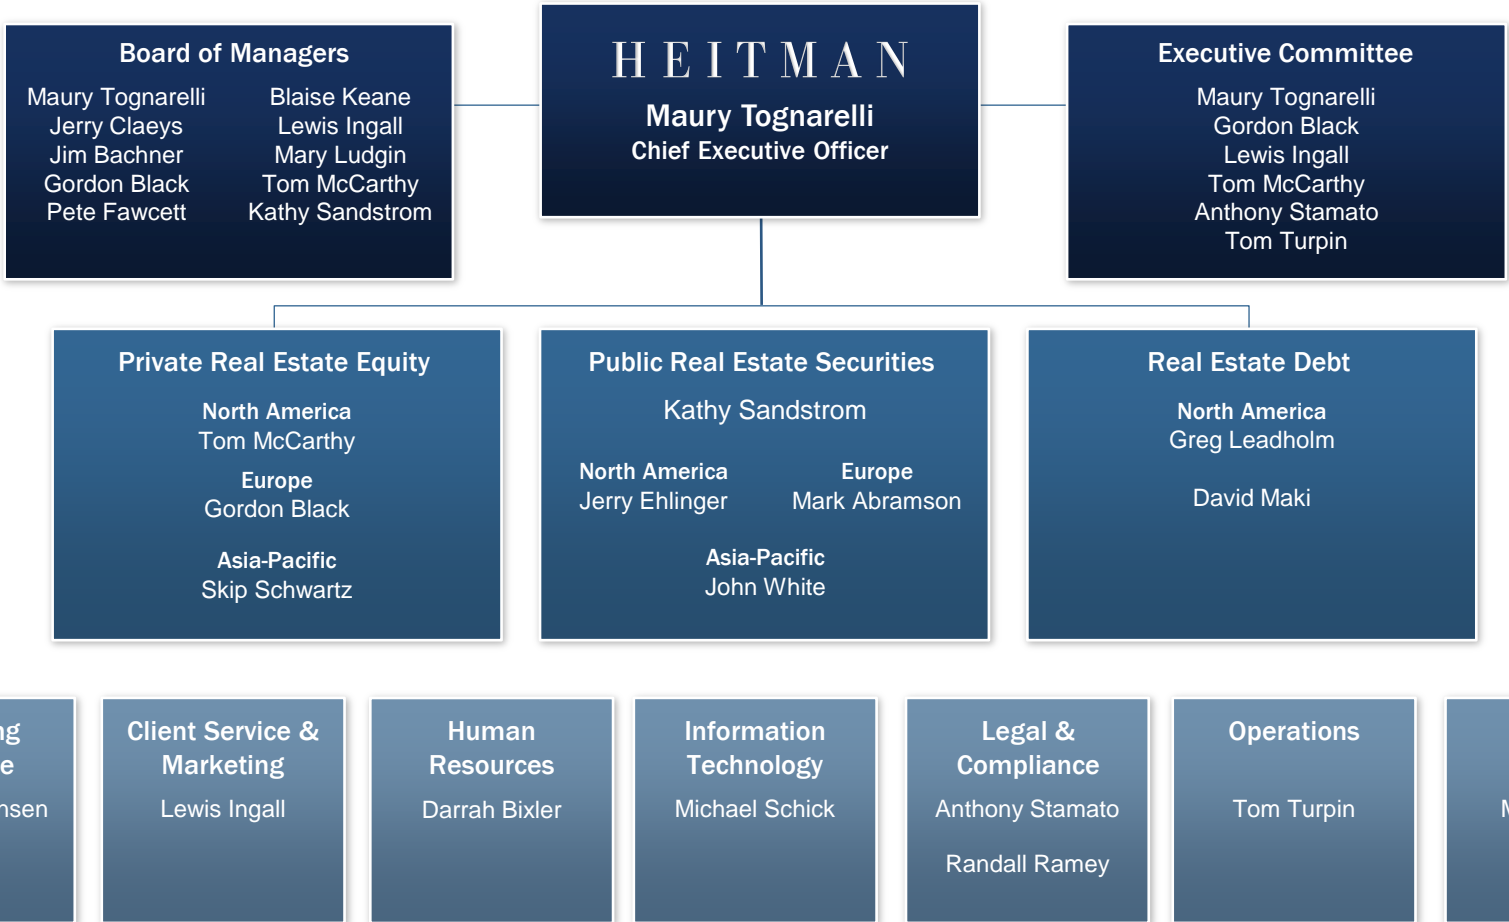 Board of Managers
Maury Tognarelli
Jerry Claeys
Jim Bachner
Gordon Black
Pete Fawcett
Blaise Keane
Lewis Ingall
Mary Ludgin
Tom McCarthy
Kathy Sandstrom
HEITMAN
Maury Tognarelli
Chief Executive Officer
Executive Committee
Maury Tognarelli
Gordon Black
Lewis Ingall
Tom McCarthy
Anthony Stamato
Tom Turpin
Private Real Estate Equity
North America
Tom McCarthy
Europe
Gordon Black
Asia-Pacific
Skip Schwartz
Public Real Estate Securities
Kathy Sandstrom
North America
Jerry Ehlinger
Europe
Mark Abramson
Asia-Pacific
John White
Real Estate Debt
North America
Greg Leadholm
David Maki
Client Service &
Marketing
Lewis Ingall
Human
Resources
Darrah Bixler
Information
Technology
Michael Schick
Legal &
Compliance
Anthony Stamato
Randall Ramey
Operations
Tom Turpin